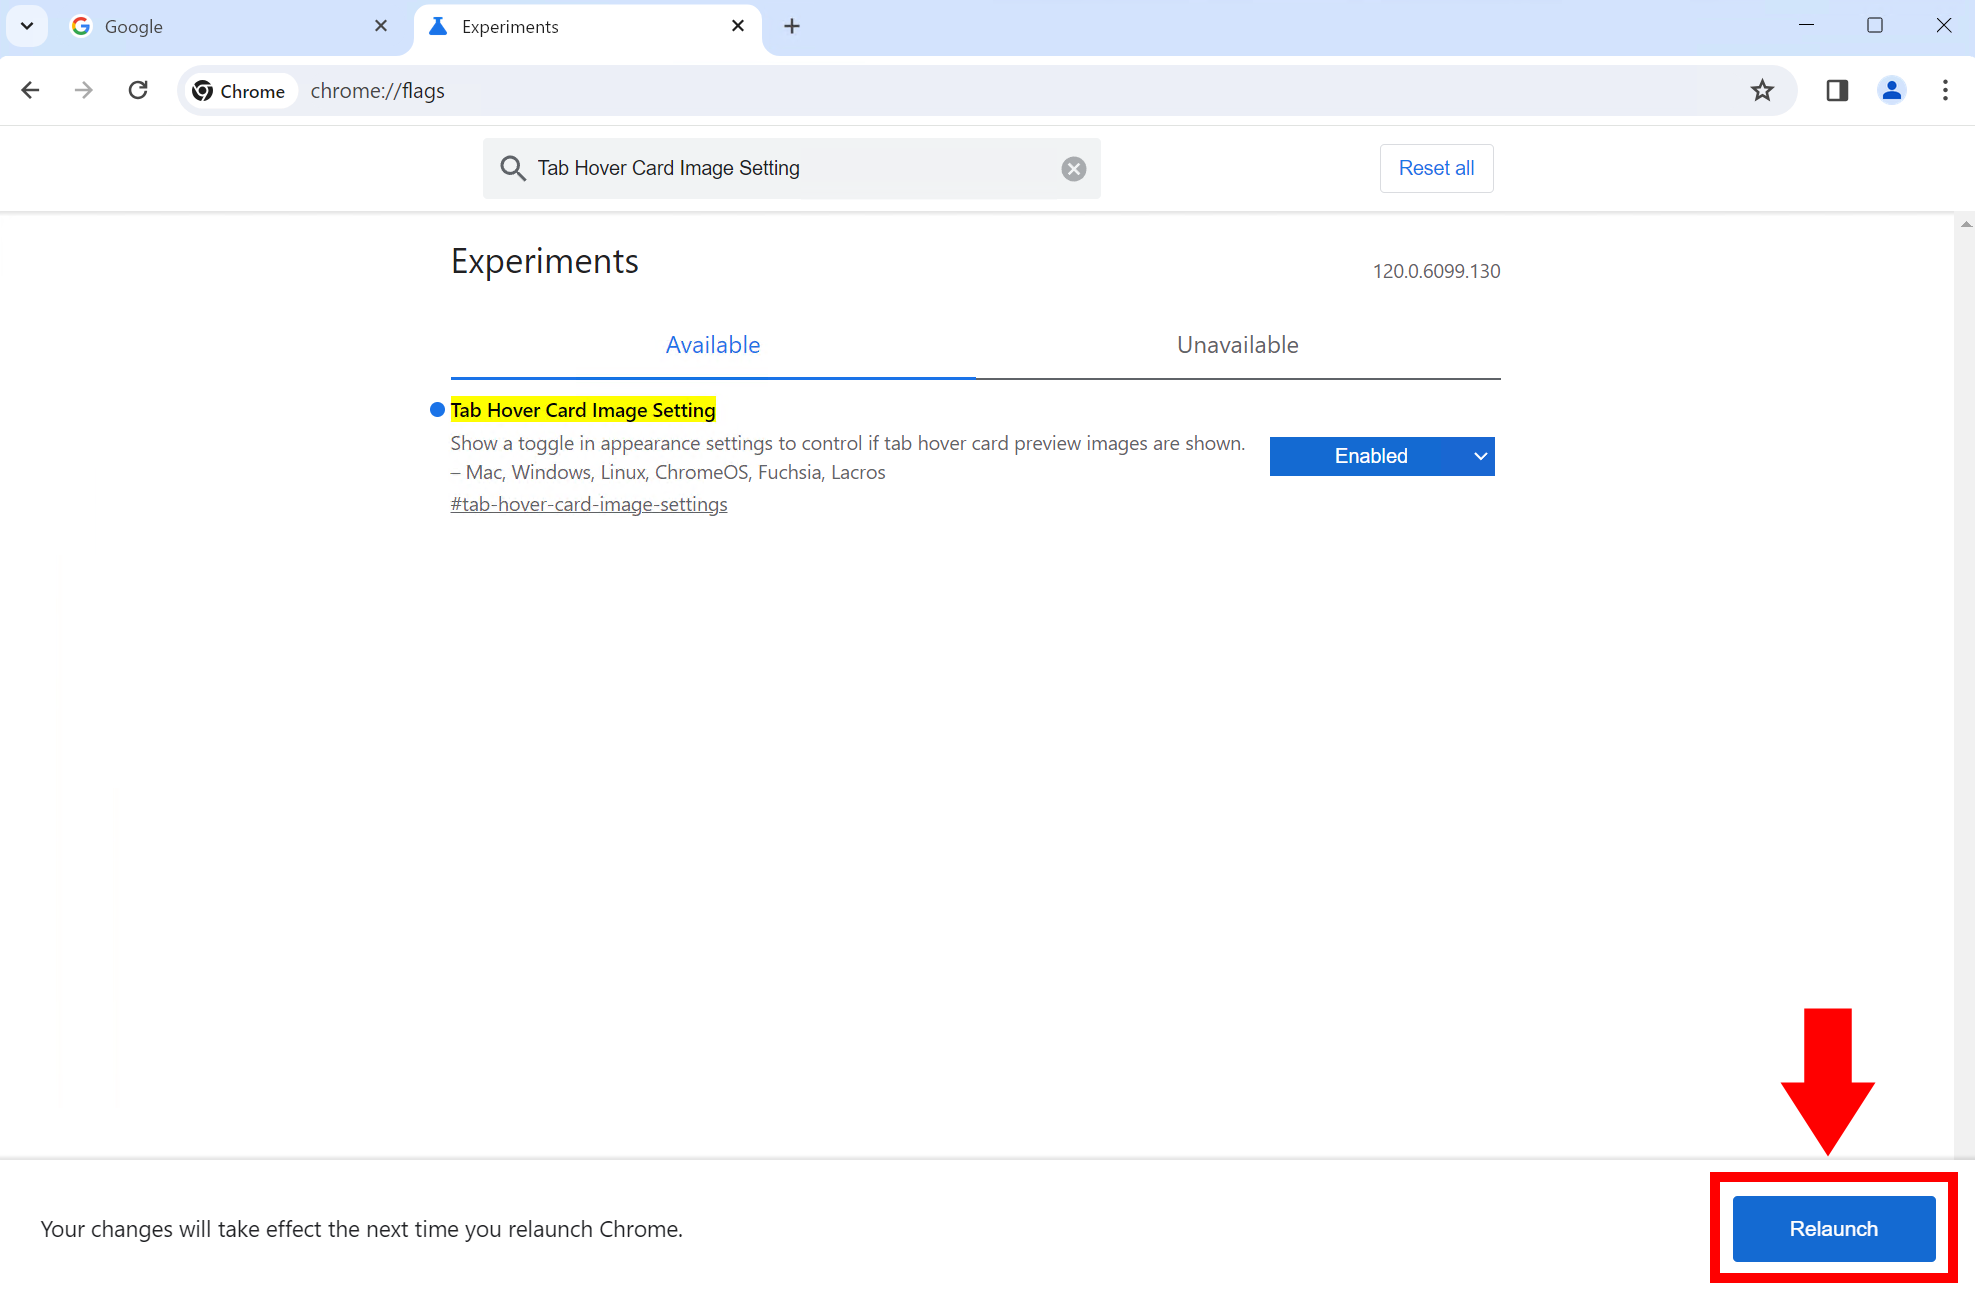 Google
Experiments
Chrome
chrome://flags
Tab Hover Card Image Setting
Reset all
Experiments
120.0.6099.130
Available
Unavailable
Tab Hover Card Image Setting
Show a toggle in appearance settings to control if tab hover card preview images are shown.
– Mac, Windows, Linux, ChromeOS, Fuchsia, Lacros
Enabled
#tab-hover-card-image-settings
Your changes will take effect the next time you relaunch Chrome.
Relaunch